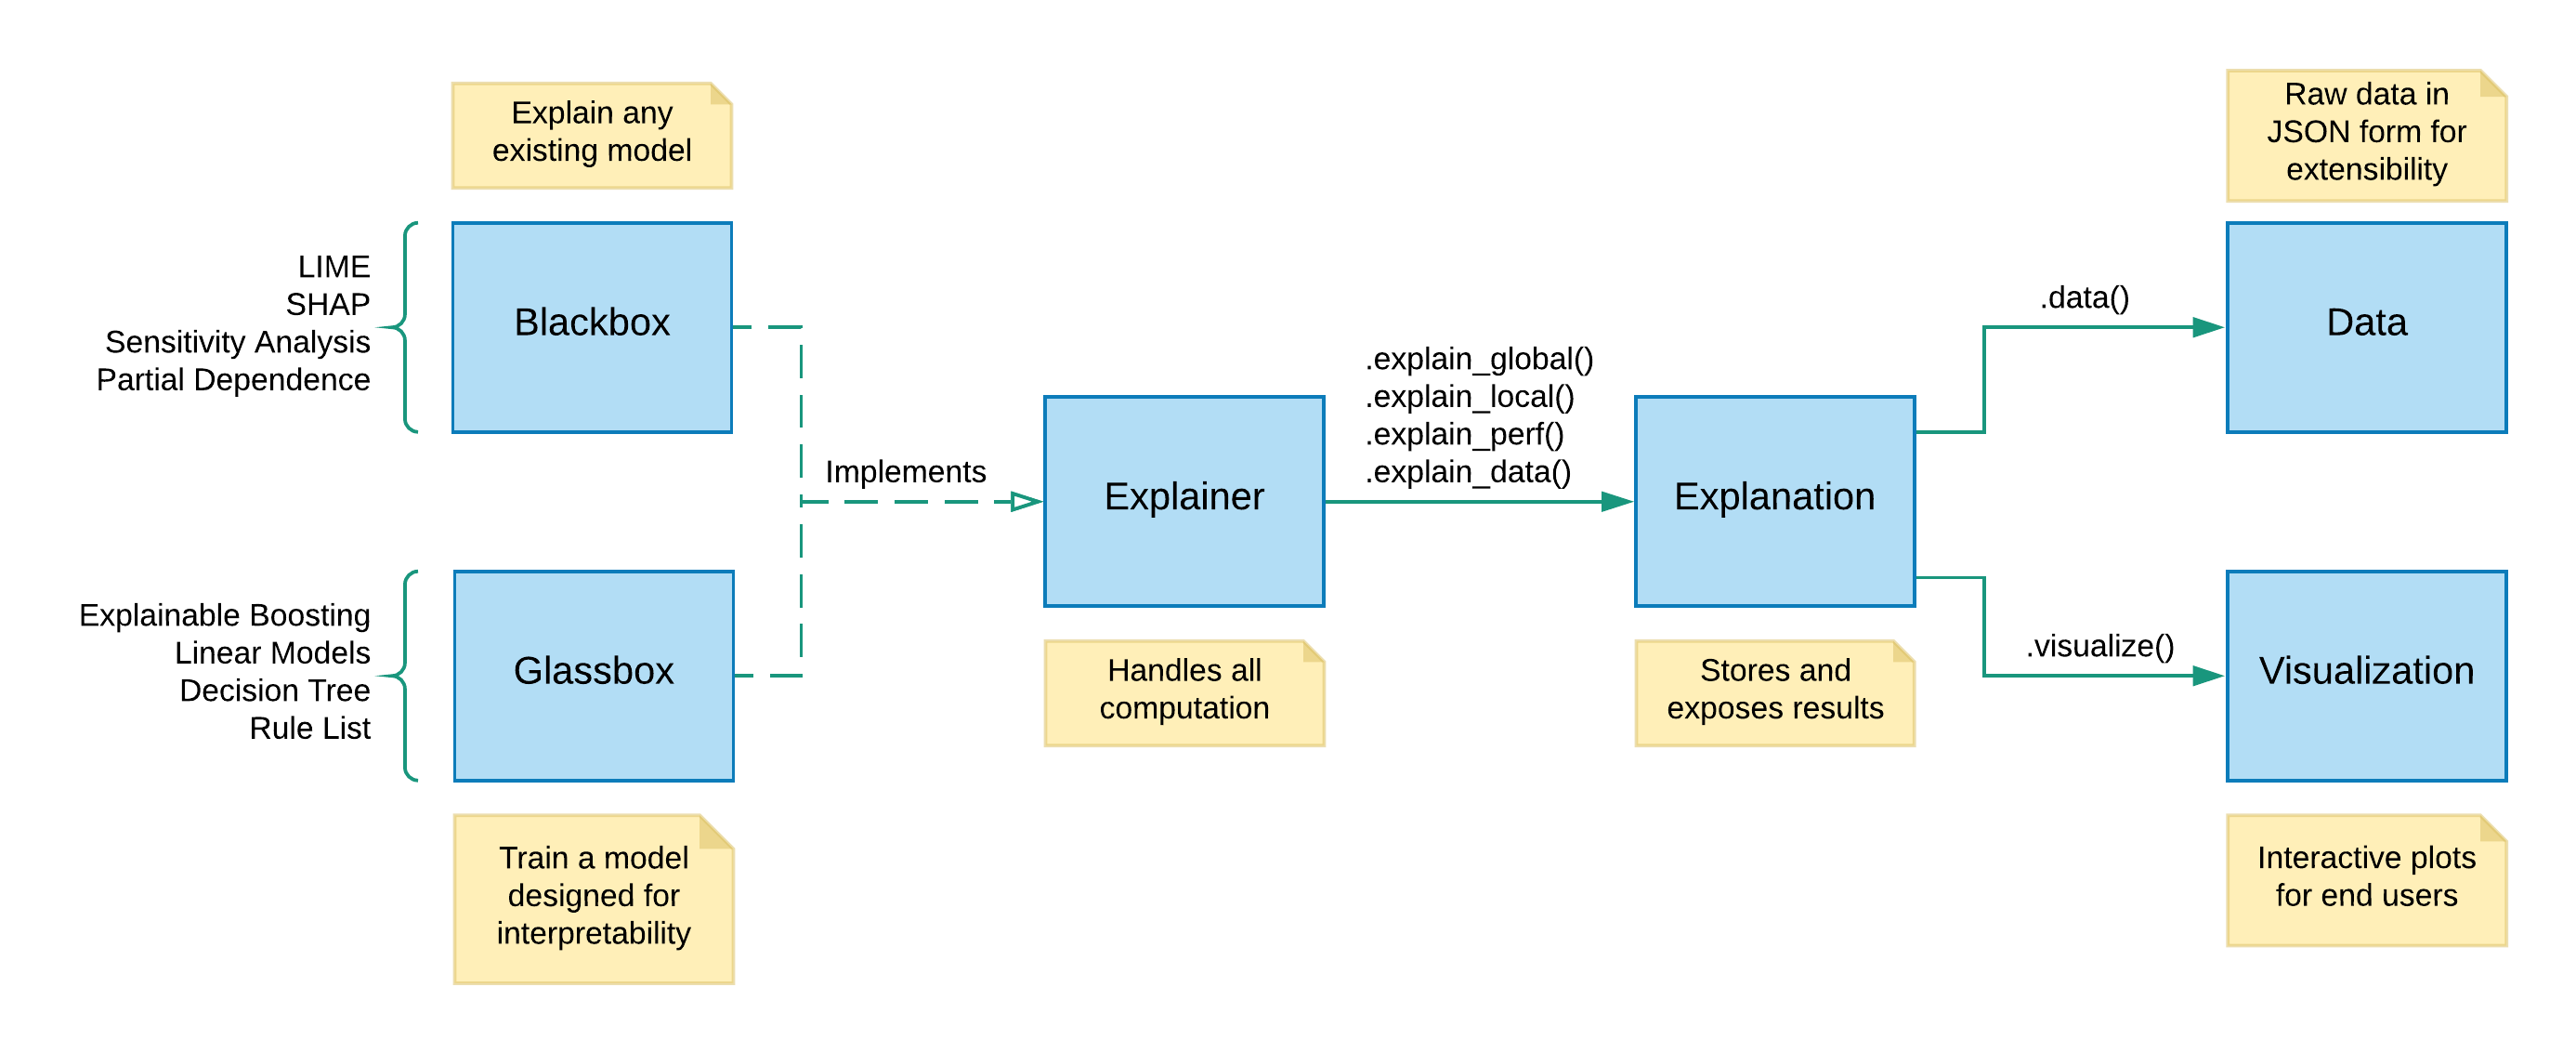 Explain any
existing model
LIME
SHAP
Sensitivity Analysis
Partial Dependence
Blackbox
Explainable Boosting
Linear Models
Decision Tree
Rule List
Glassbox
Train a model
designed for
interpretability
Implements
Explainer
Handles all
computation
.explain_global()
.explain_local()
.explain_perf()
.explain_data()
Explanation
Stores and
exposes results
.data()
Raw data in
JSON form for
extensibility
Data
.visualize()
Visualization
Interactive plots
for end users